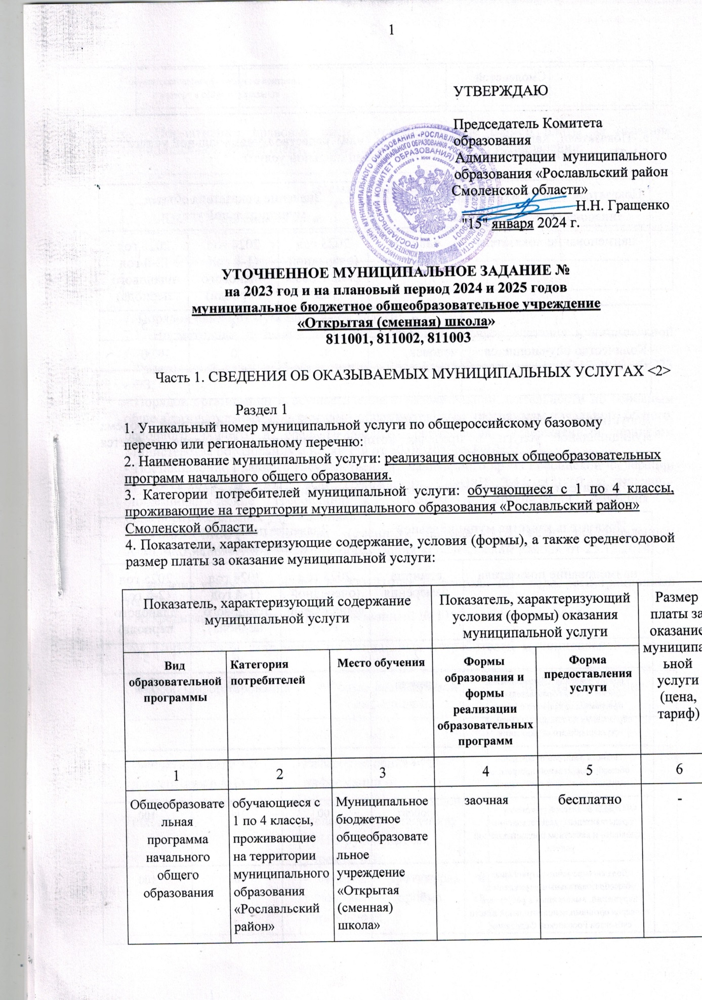 1
УТВЕРЖДАЮ
Председатель Комитета
образования
Администрации муниципального
образования «Рославльский район
Смоленской области»
Н.Н. Гращенко
"15" января 2024 г.
УТОЧНЕННОЕ МУНИЦИПАЛЬНОЕ ЗАДАНИЕ №
на 2023 год и на плановый период 2024 и 2025 годов
муниципальное бюджетное общеобразовательное учреждение
«Открытая (сменная) школа»
811001, 811002, 811003
Часть 1. СВЕДЕНИЯ ОБ ОКАЗЫВАЕМЫХ МУНИЦИПАЛЬНЫХ УСЛУГАХ <2>
Раздел 1
1. Уникальный номер муниципальной услуги по общероссийскому базовому
перечню или региональному перечню:
2. Наименование муниципальной услуги: реализация основных общеобразовательных
программ начального общего образования.
3. Категории потребителей муниципальной услуги: обучающиеся с 1 по 4 классы,
проживающие на территории муниципального образования «Рославльский район»
Смоленской области.
4. Показатели, характеризующие содержание, условия (формы), а также среднегодовой
размер платы за оказание муниципальной услуги:
Показатель, характеризующий содержание
муниципальной услуги
Показатель, характеризующий
условия (формы) оказания
муниципальной услуги
Размер
платы за
оказание
муниципа
ьной
услуги
(цена,
тариф)
Вид
образовательной
программы
Категория
потребителей
Место обучения
Формы
образования и
формы
реализации
образовательных
программ
Форма
предоставления
услуги
1
2
3
4
5
6
Общеобразовате
льная
программа
начального
общего
образования
обучающиеся с
1 по 4 классы,
проживающие
на территории
муниципального
образования
«Рославльский
район»
Муниципальное
бюджетное
общеобразовате
льное
учреждение
«Открытая
(сменная)
школа»
заочная
бесплатно
-